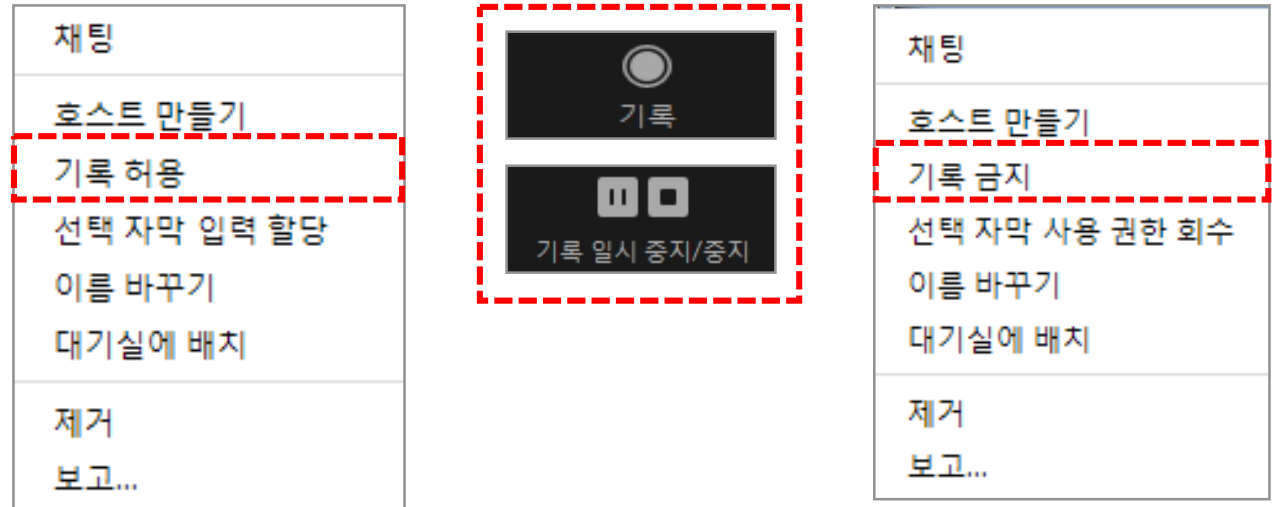 채팅
호스트 만들기
기록 허용
선택 자막 입력 할당
이름 바꾸기
대기실에 배치
제거
보고...
기록
기록 일시 중지/중지
채팅
호스트 만들기
기록 금지
선택 자막 사용 권한 회수
이름 바꾸기
대기실에 배치
제거
보고...